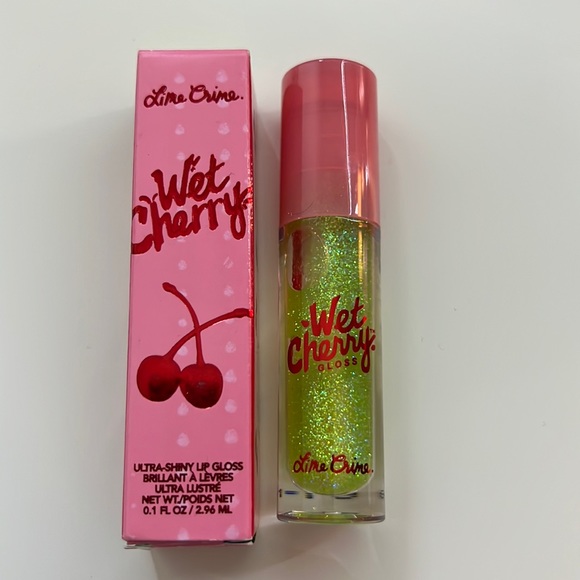 Lime Crime.
Wet
Cherry
ULTRA-SHINY LIP GLOSS
BRILLANT À LÈVRES
ULTRA LUSTRÉ
NET WT./POIDS NET
0.1 FL OZ / 2.96 ML
Wet
Cherry
GLOSS
Lime Crime.